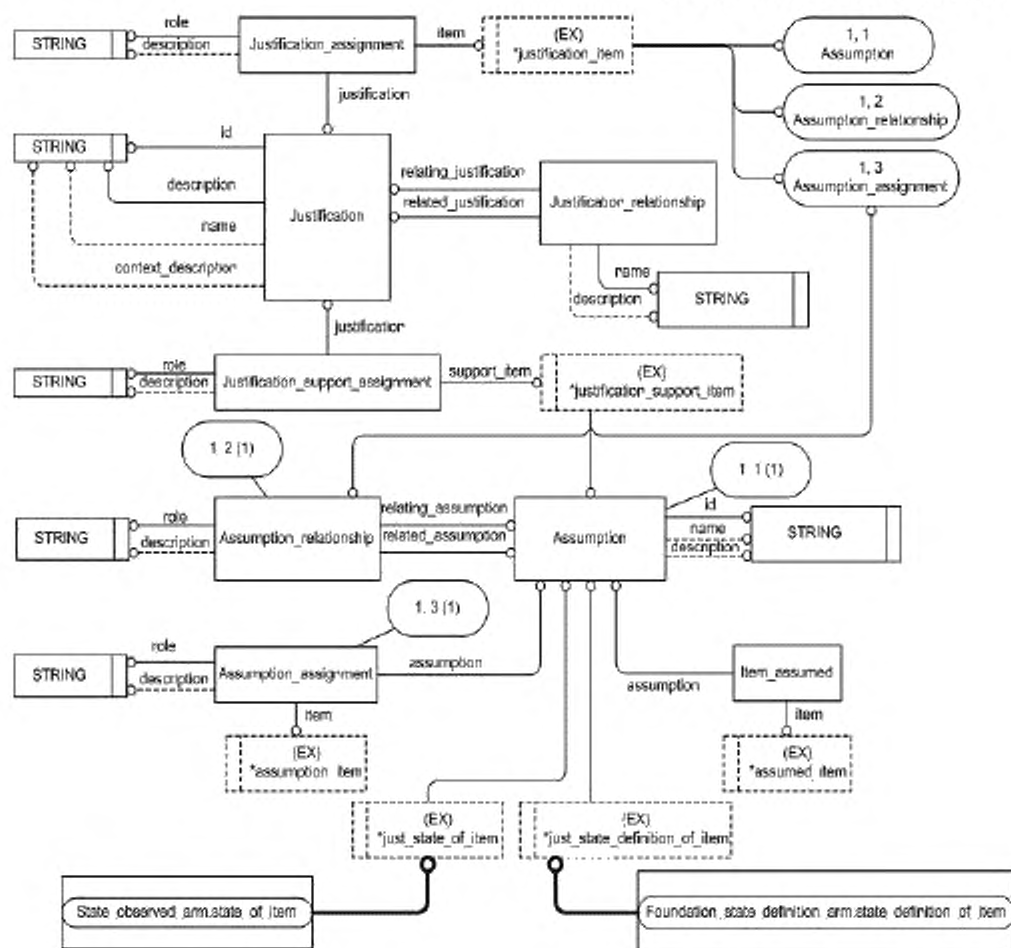 role
STRING
description
Justification_assignment
item
(EX)
*justification_item
1, 1
Assumption
justification
1, 2
Assumption_relationship
STRING
id
description
name
context_description
Justification
relating_justification
related_justification
Justification_relationship
1, 3
Assumption_assignment
name
description
STRING
justification
STRING
role
description
Justification_support_assignment
support_item
(EX)
*justification_support_item
1, 2 (1)
1, 1 (1)
STRING
role
description
Assumption_relationship
relating_assumption
related_assumption
Assumption
id
name
description
STRING
1, 3 (1)
STRING
role
description
Assumption_assignment
assumption
assumption
Item_assumed
item
(EX)
*assumption_item
item
(EX)
*assumed_item
(EX)
*just_state_of_item
(EX)
*just_state_definition_of_item
State_observed_arm.state_of_item
Foundation_state_definition_arm.state_definition_of_item